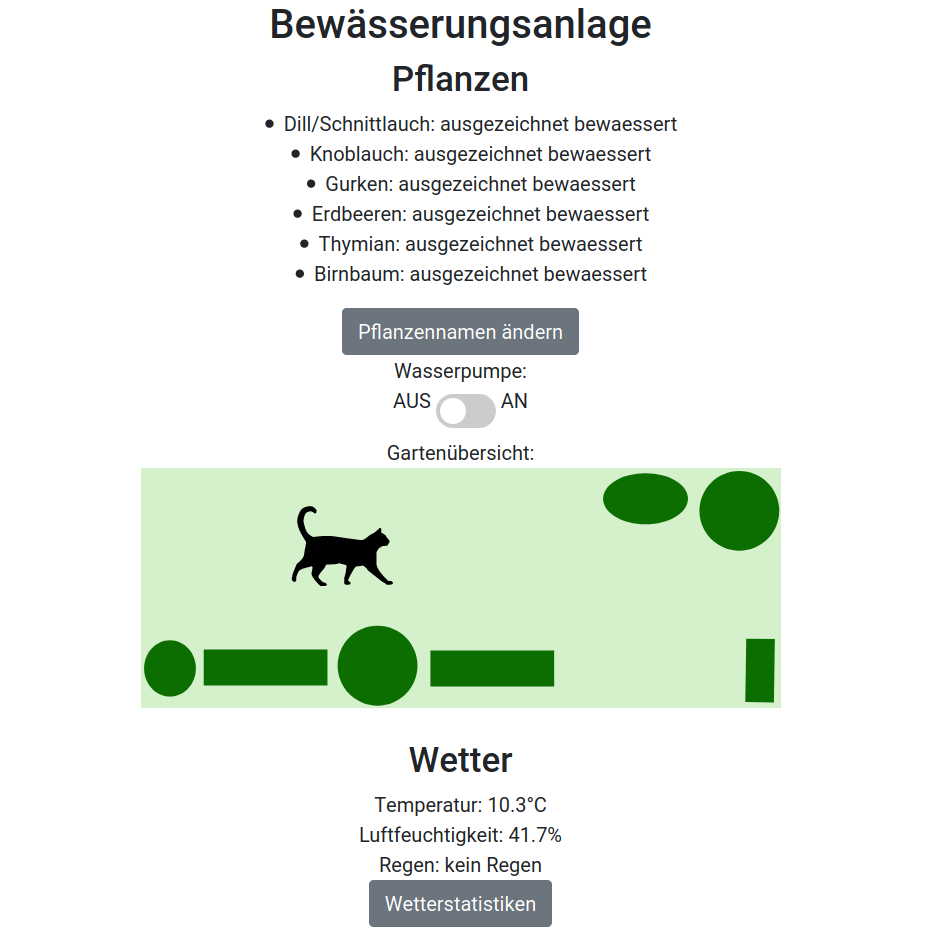 Bewässerungsanlage
Pflanzen
Dill/Schnittlauch: ausgezeichnet bewaessert
Knoblauch: ausgezeichnet bewaessert
Gurken: ausgezeichnet bewaessert
Erdbeeren: ausgezeichnet bewaessert
Thymian: ausgezeichnet bewaessert
Birnbaum: ausgezeichnet bewaessert
Pflanzennamen ändern
Wasserpumpe:
AUS AN
Gartenübersicht:
Wetter
Temperatur: 10.3°C
Luftfeuchtigkeit: 41.7%
Regen: kein Regen
Wetterstatistiken